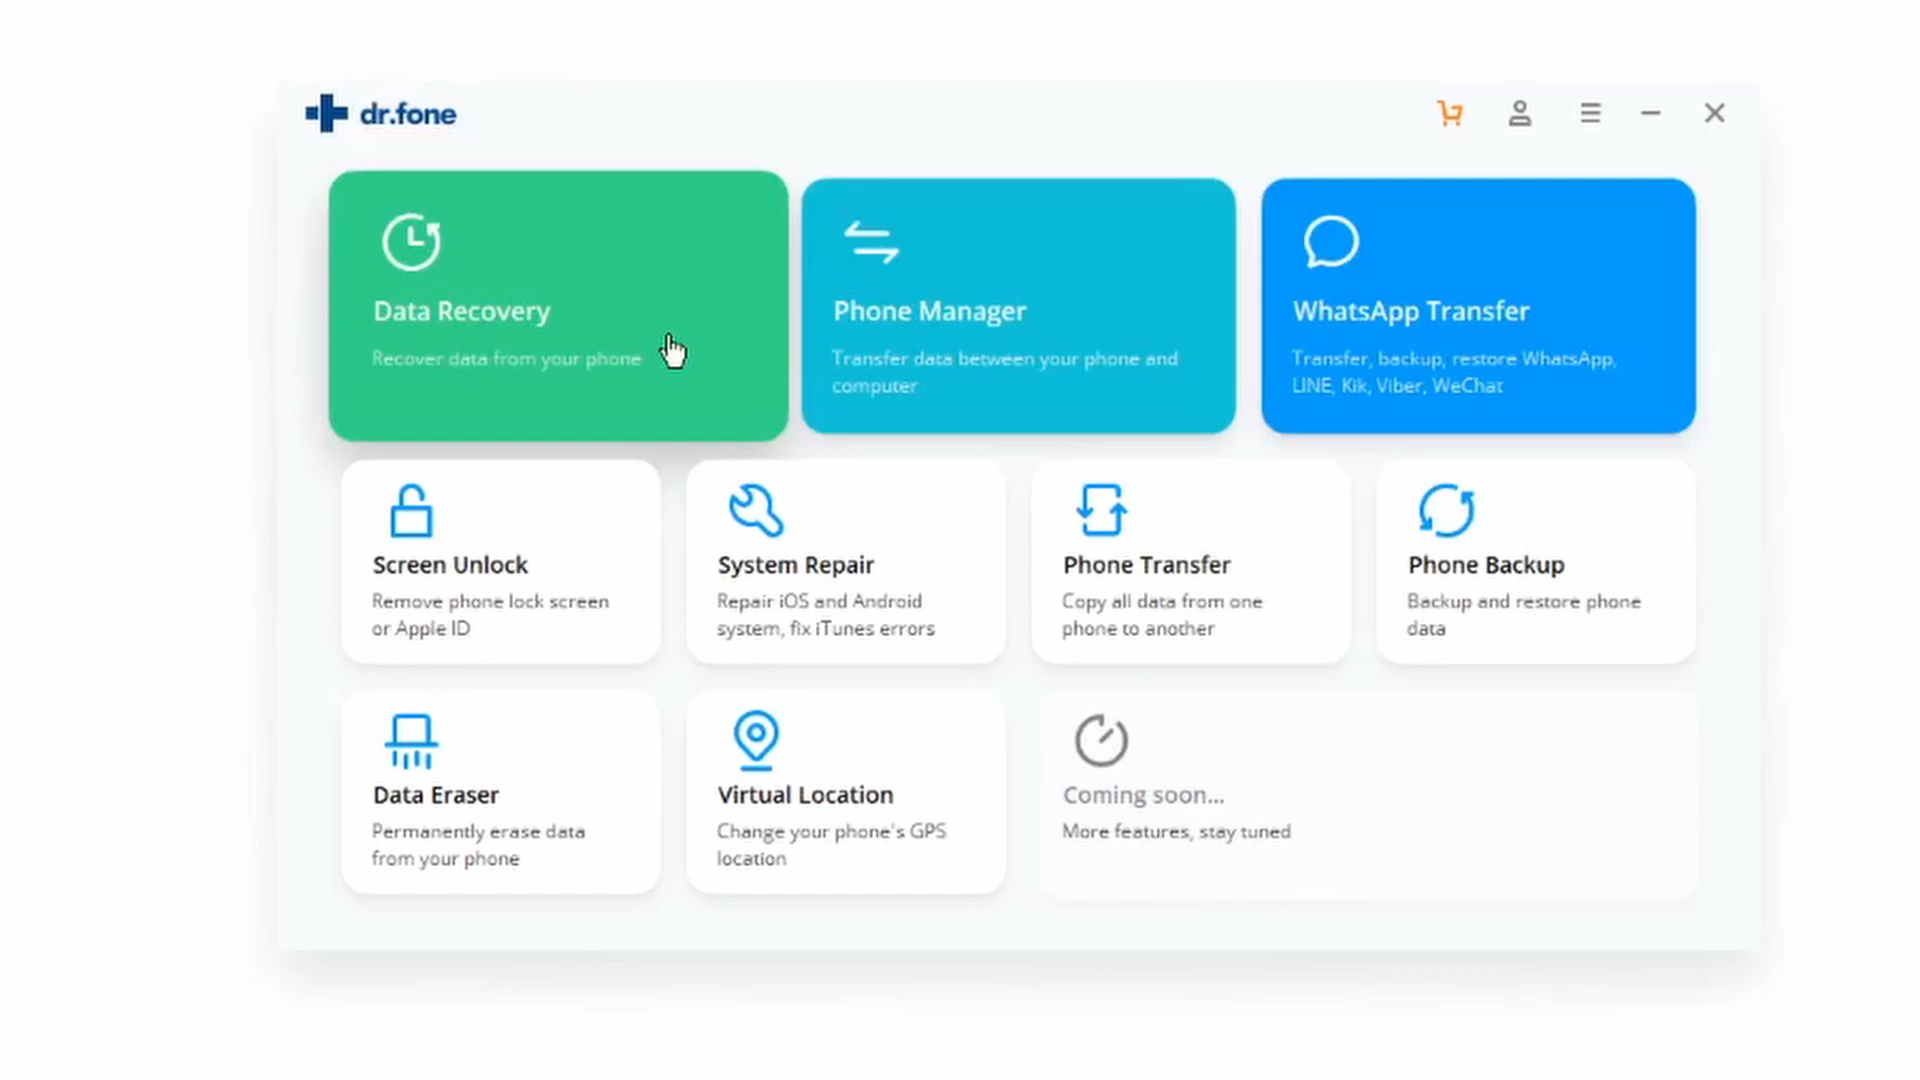 dr.fone
Data Recovery
Recover data from your phone
Phone Manager
Transfer data between your phone and
computer
WhatsApp Transfer
Transfer, backup, restore WhatsApp,
LINE, Kik, Viber, WeChat
Screen Unlock
Remove phone lock screen
or Apple ID
System Repair
Repair iOS and Android
system, fix iTunes errors
Phone Transfer
Copy all data from one
phone to another
Phone Backup
Backup and restore phone
data
Data Eraser
Permanently erase data
from your phone
Virtual Location
Change your phone's GPS
location
Coming soon...
More features, stay tuned